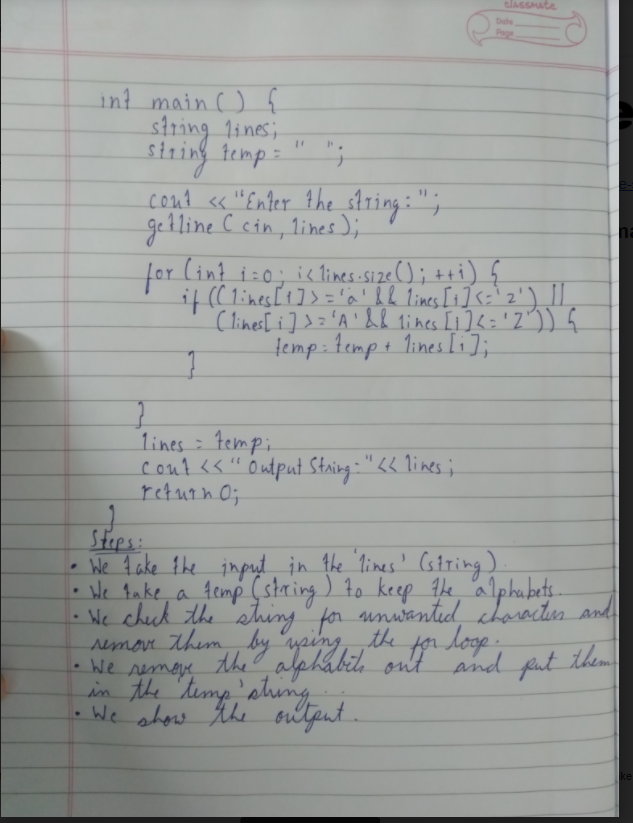 classmate
Date
Page
int main ( ) {
string lines;
string temp = " ";
cout << "Enter the string: ";
getline ( cin, lines);
for (int i=0; i<lines.size(); ++i) {
if ((lines[i]>='a' && lines[i]<='z') ||
(lines[i]>='A' && lines[i]<='Z')) {
temp = temp + lines[i];
}
}
lines = temp;
cout << " Output String: " << lines;
return 0;
}
Steps:
• We take the input in the 'lines' (string)
• We take a temp (string) to keep the alphabets.
• We check the string for unwanted characters and
remove them by using the for loop.
• We remove the alphabets out and put them
in the temp' string..
• We show the output.